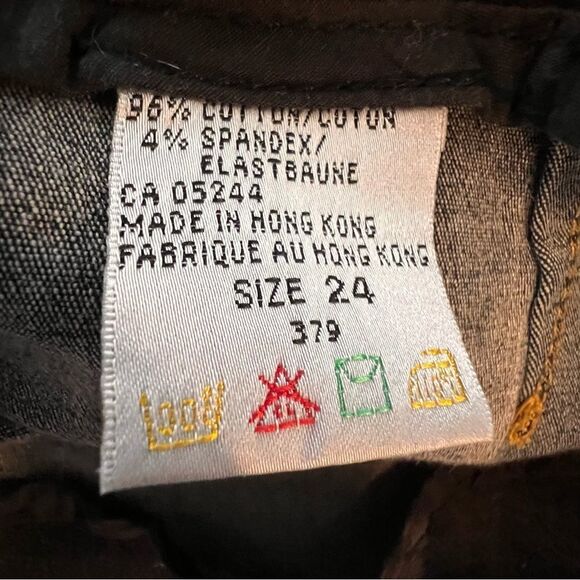 96% COTTON/COTON
4% SPANDEX/
ELASTBAUNE
CA 05244
MADE IN HONG KONG
FABRIQUE AU HONG KONG
SIZE 24
379